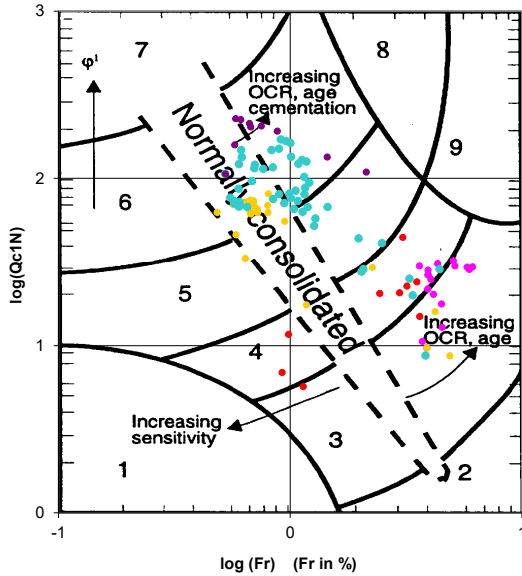 3
7
8
φ¹
Increasing
OCR, age
cementation
9
2
6
Normally Consolidated
log(Qc1N)
5
4
Increasing
OCR, age
1
Increasing
sensitivity
3
1
2
0
-1
0
1
log (Fr) (Fr in %)